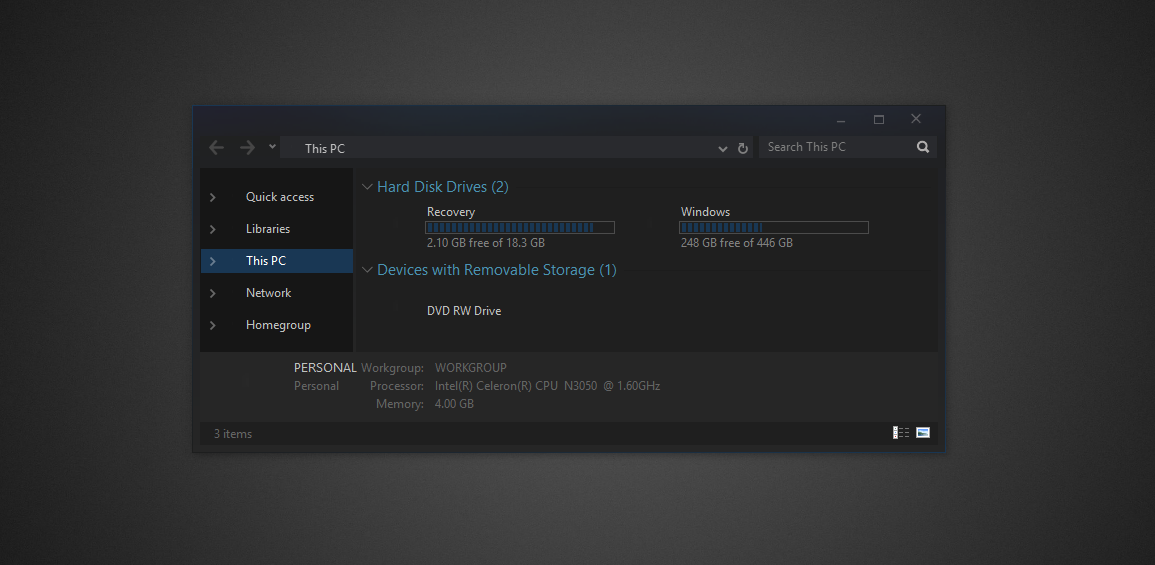 This PC
Search This PC
Quick access
Libraries
This PC
Network
Homegroup
Hard Disk Drives (2)
Recovery
2.10 GB free of 18.3 GB
Windows
248 GB free of 446 GB
Devices with Removable Storage (1)
DVD RW Drive
PERSONAL Workgroup: WORKGROUP
Personal Processor: Intel(R) Celeron(R) CPU N3050 @ 1.60GHz
Memory: 4.00 GB
3 items